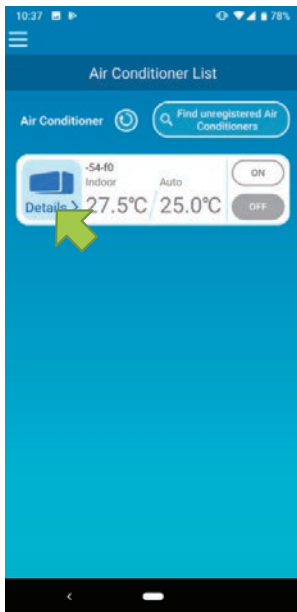 10:37 78%
Air Conditioner List
Air Conditioner
Find unregistered Air
Conditioners
-54-f0
Indoor Auto
ON
Details > 27.5°C 25.0°C
OFF